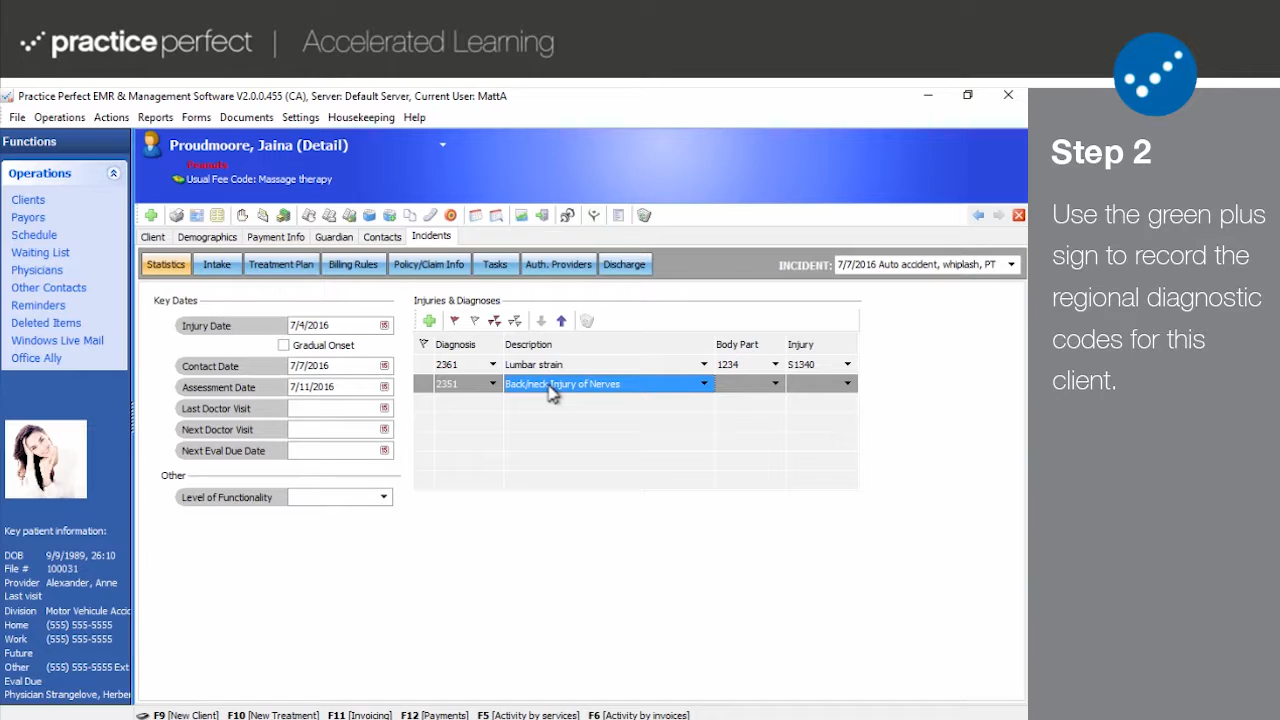 practice perfect | Accelerated Learning
Practice Perfect EMR & Management Software V2.0.0.455 (CA), Server: Default Server, Current User: MattA
File Operations Actions Reports Forms Documents Settings Housekeeping Help
Functions
Operations
Clients
Payors
Schedule
Waiting List
Physicians
Other Contacts
Reminders
Deleted Items
Windows Live Mail
Office Ally
Key patient information:
DOB 9/9/1989, 26:10
File # 100031
Provider Alexander, Anne
Last visit
Division Motor Vehicule Accic
Home (555) 555-5555
Work (555) 555-5555
Future
Other (555) 555-5555 Ext
Eval Due
Physician Strangelove, Herber
Proudmoore, Jaina (Detail)
Usual Fee Code: Massage therapy
Client Demographics Payment Info Guardian Contacts Incidents
Statistics Intake Treatment Plan Billing Rules Policy/Claim Info Tasks Auth. Providers Discharge INCIDENT: 7/7/2016 Auto accident, whiplash, PT
Key Dates
Injury Date 7/4/2016
Gradual Onset
Contact Date 7/7/2016
Assessment Date 7/11/2016
Last Doctor Visit
Next Doctor Visit
Next Eval Due Date
Other
Level of Functionality
Injuries & Diagnoses
Diagnosis Description Body Part Injury
2361 Lumbar strain 1234 S1340
2351 Back/neck Injury of Nerves
F9 [New Client] F10 [New Treatment] F11 [Invoicing] F12 [Payments] F5 [Activity by services] F6 [Activity by invoices]
Step 2
Use the green plus
sign to record the
regional diagnostic
codes for this
client.